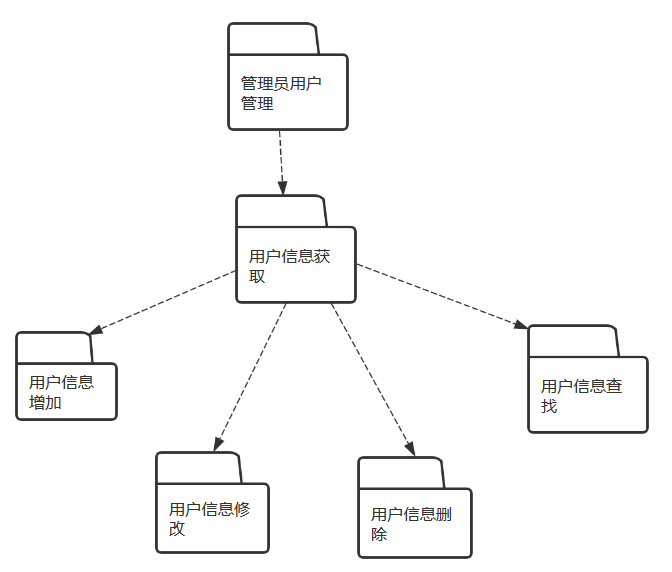 管理员用户
管理
用户信息获
取
用户信息
增加
用户信息查
找
用户信息修
改
用户信息删
除